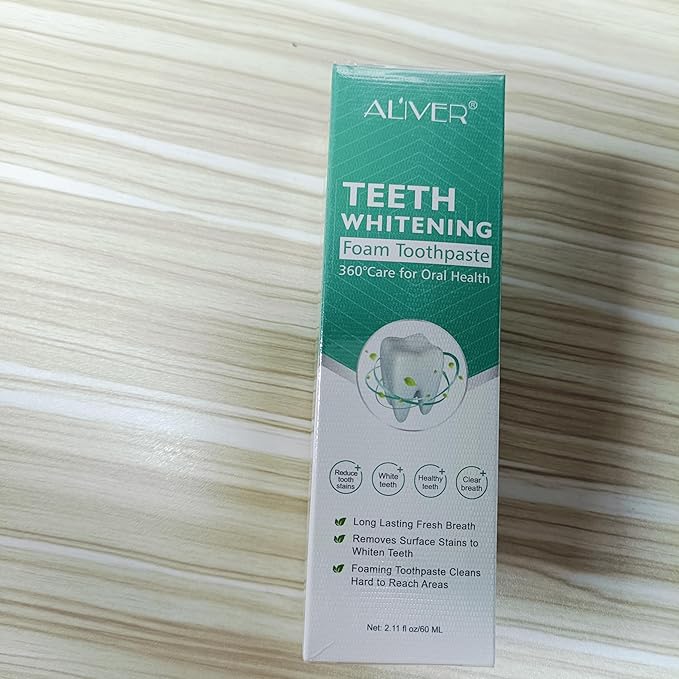 ALIVER®
TEETH
WHITENING
Foam Toothpaste
360°Care for Oral Health
Reduce
tooth
stains
White
teeth
Healthy
teeth
Clear
breath
Long Lasting Fresh Breath
Removes Surface Stains to
Whiten Teeth
Foaming Toothpaste Cleans
Hard to Reach Areas
Net: 2.11 fl oz/60 ML